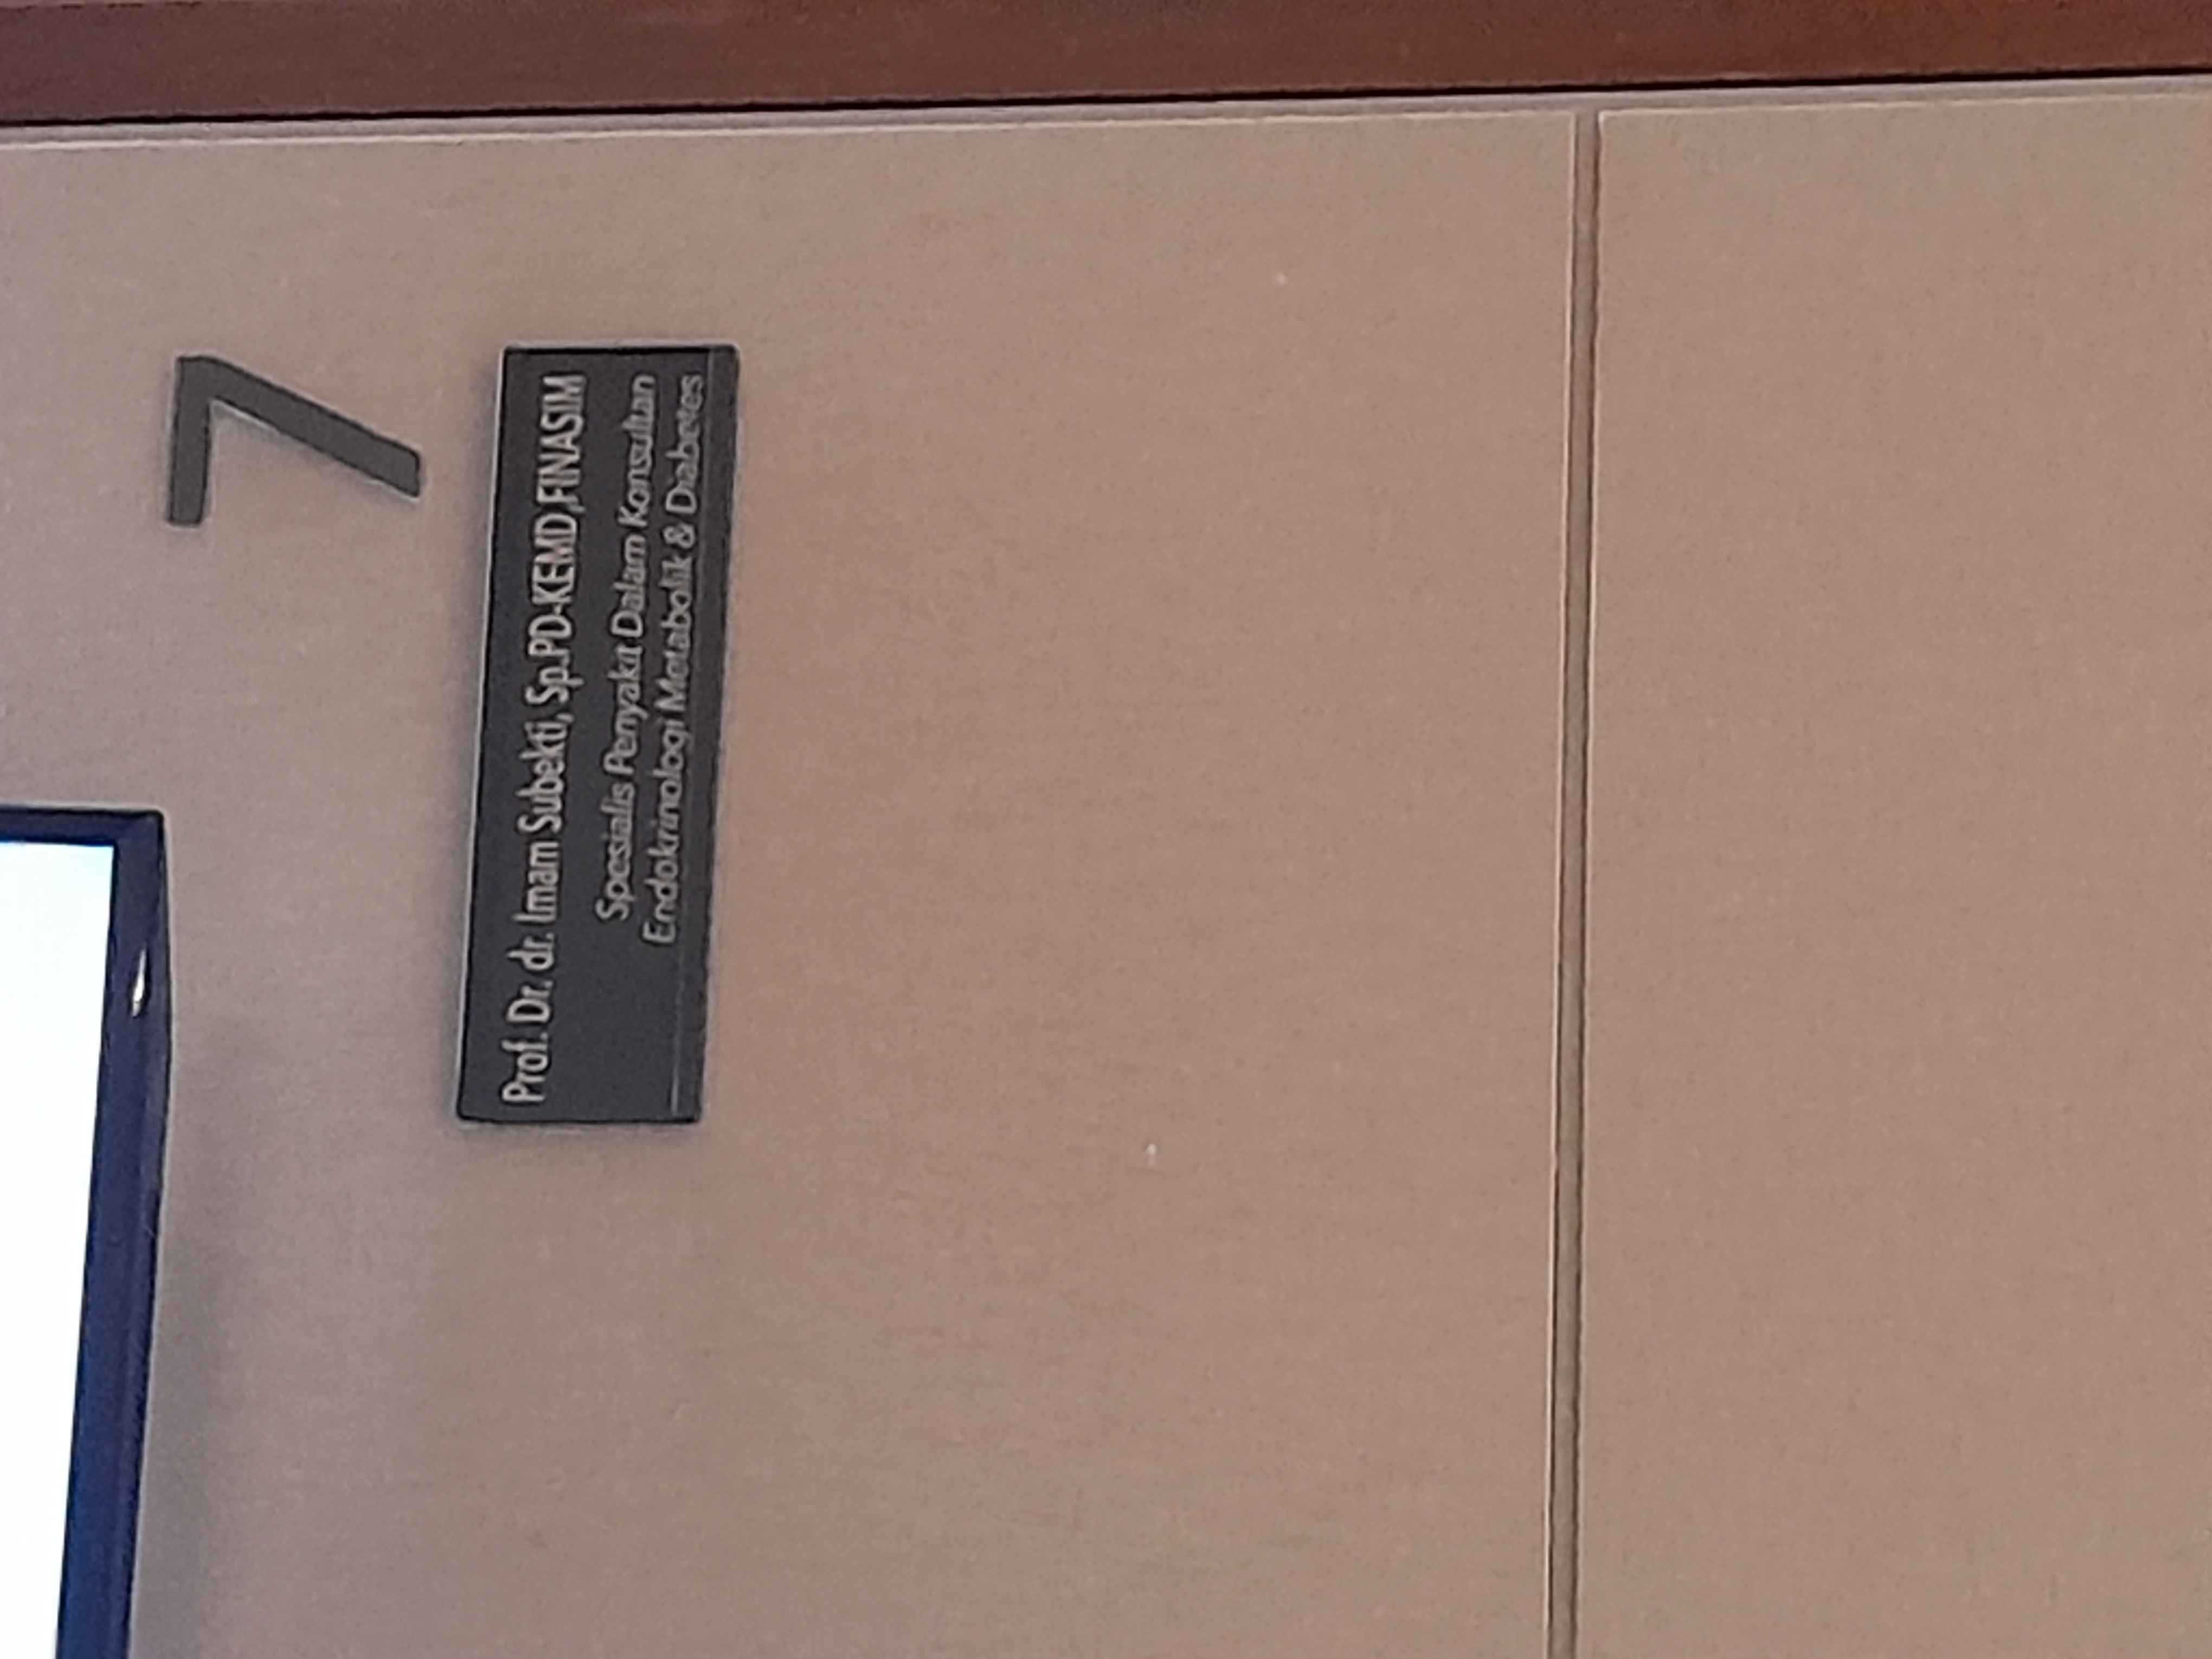 7
Prof. Dr. dr. Imam Subekti, Sp.PD-KEMD,FINASIM
Spesialis Penyakit Dalam Konsultan
Endokrinologi Metabolik & Diabetes